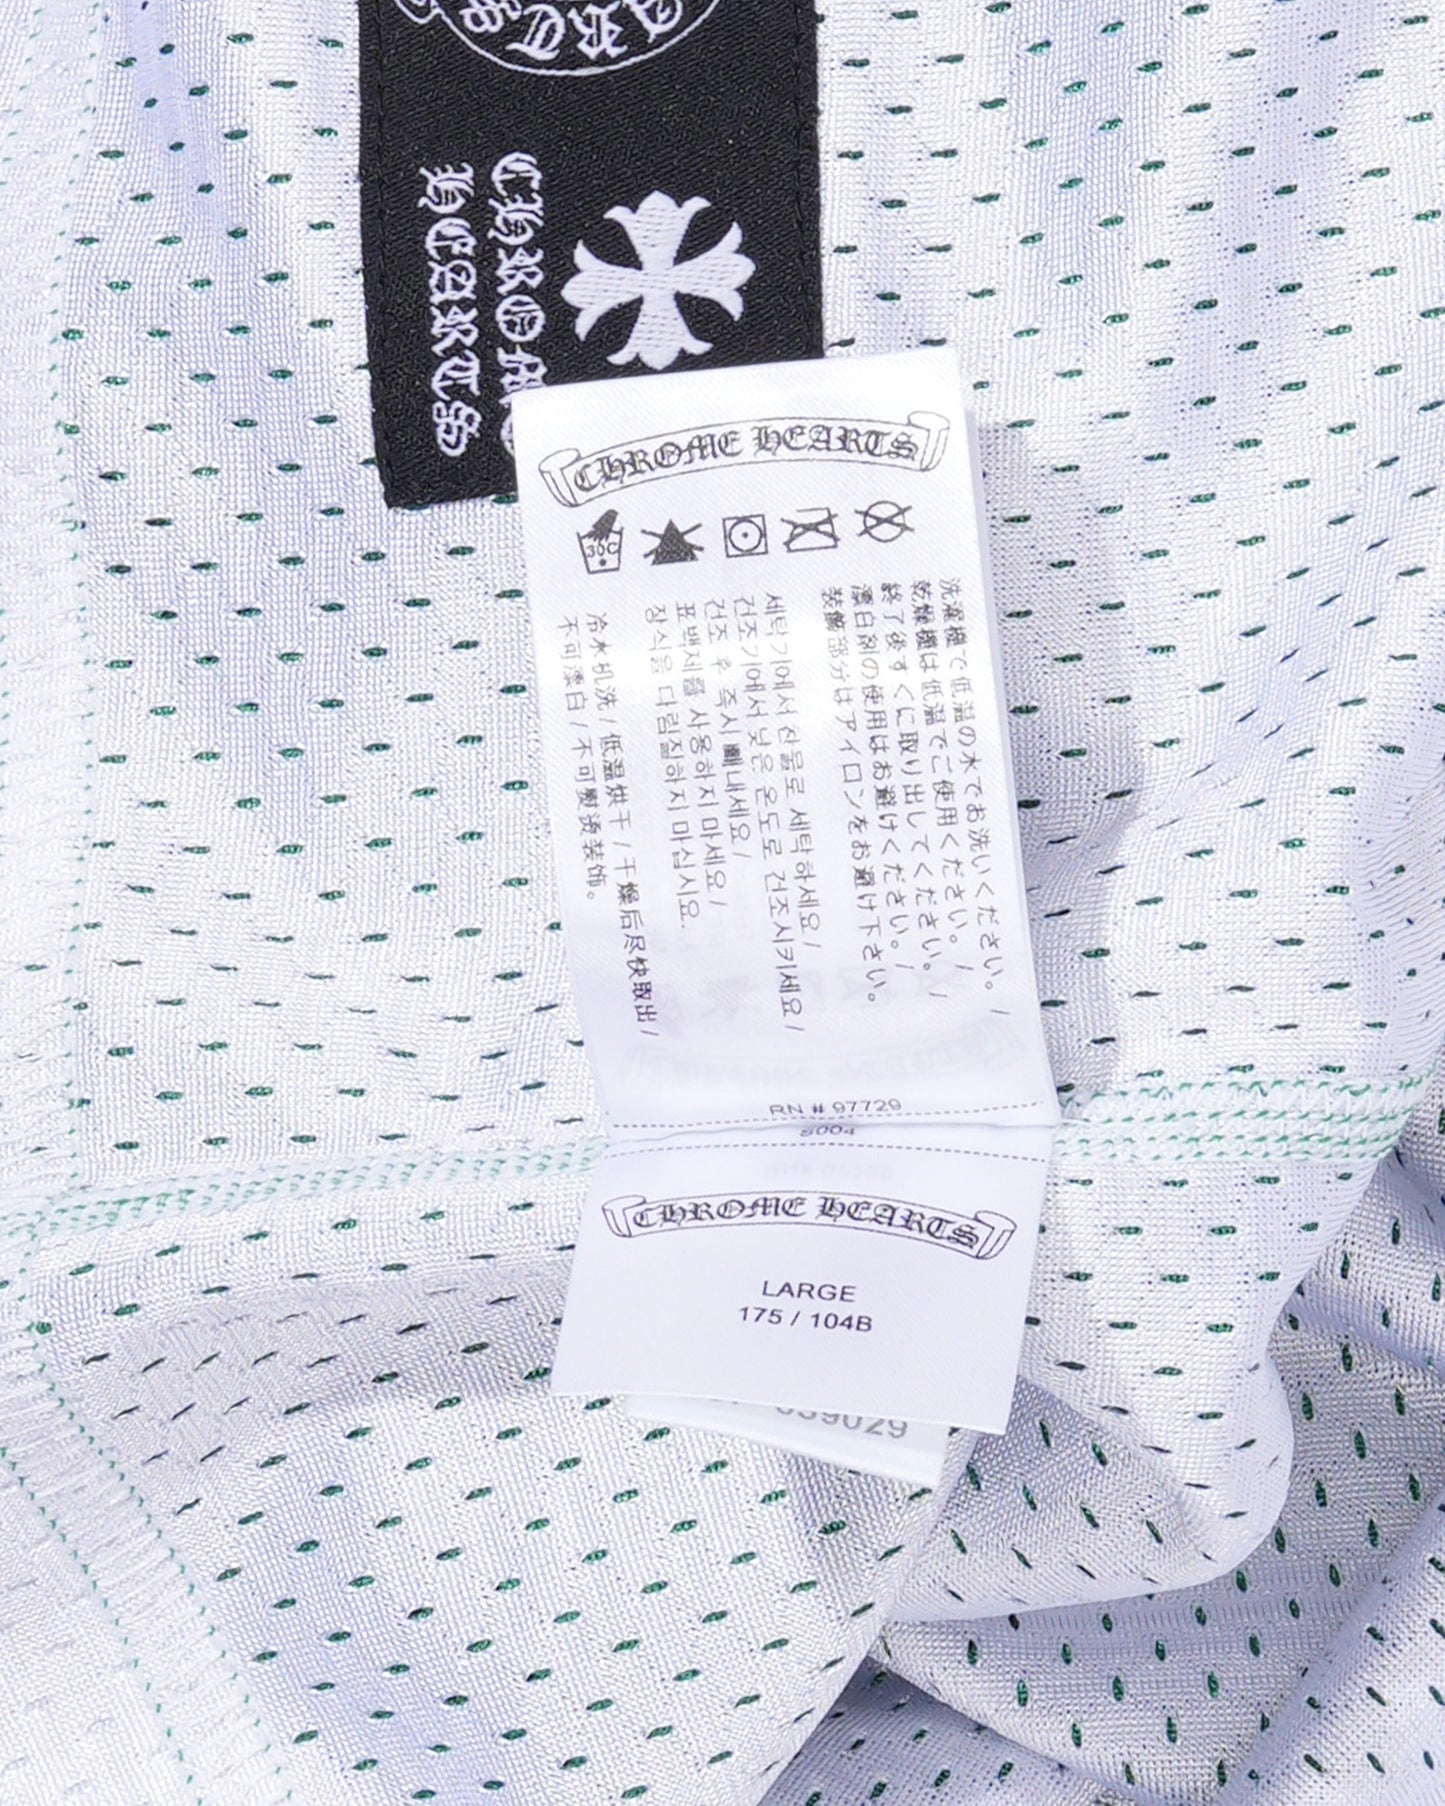 CHROME
HEARTS
CHROME HEARTS
30C
洗濯機で低温の水でお洗いください。/
乾燥機は低温でご使用ください。/
終了後すぐに取り出してください。/
漂白剤の使用はお避けください。/
装飾部分はアイロンをお避け下さい。
세탁기에서 찬물로 세탁하세요/
건조기에서 낮은 온도로 건조시키세요/
건조 후 즉시 빼내세요/
표백제를 사용하지 마세요/
장식을 다림질하지 마십시요.
冷水机洗/低温烘干/干燥后尽快取出/
不可漂白/不可熨烫装饰。
RN # 97729
S004
CHROME HEARTS
LARGE
175 / 104B
039029